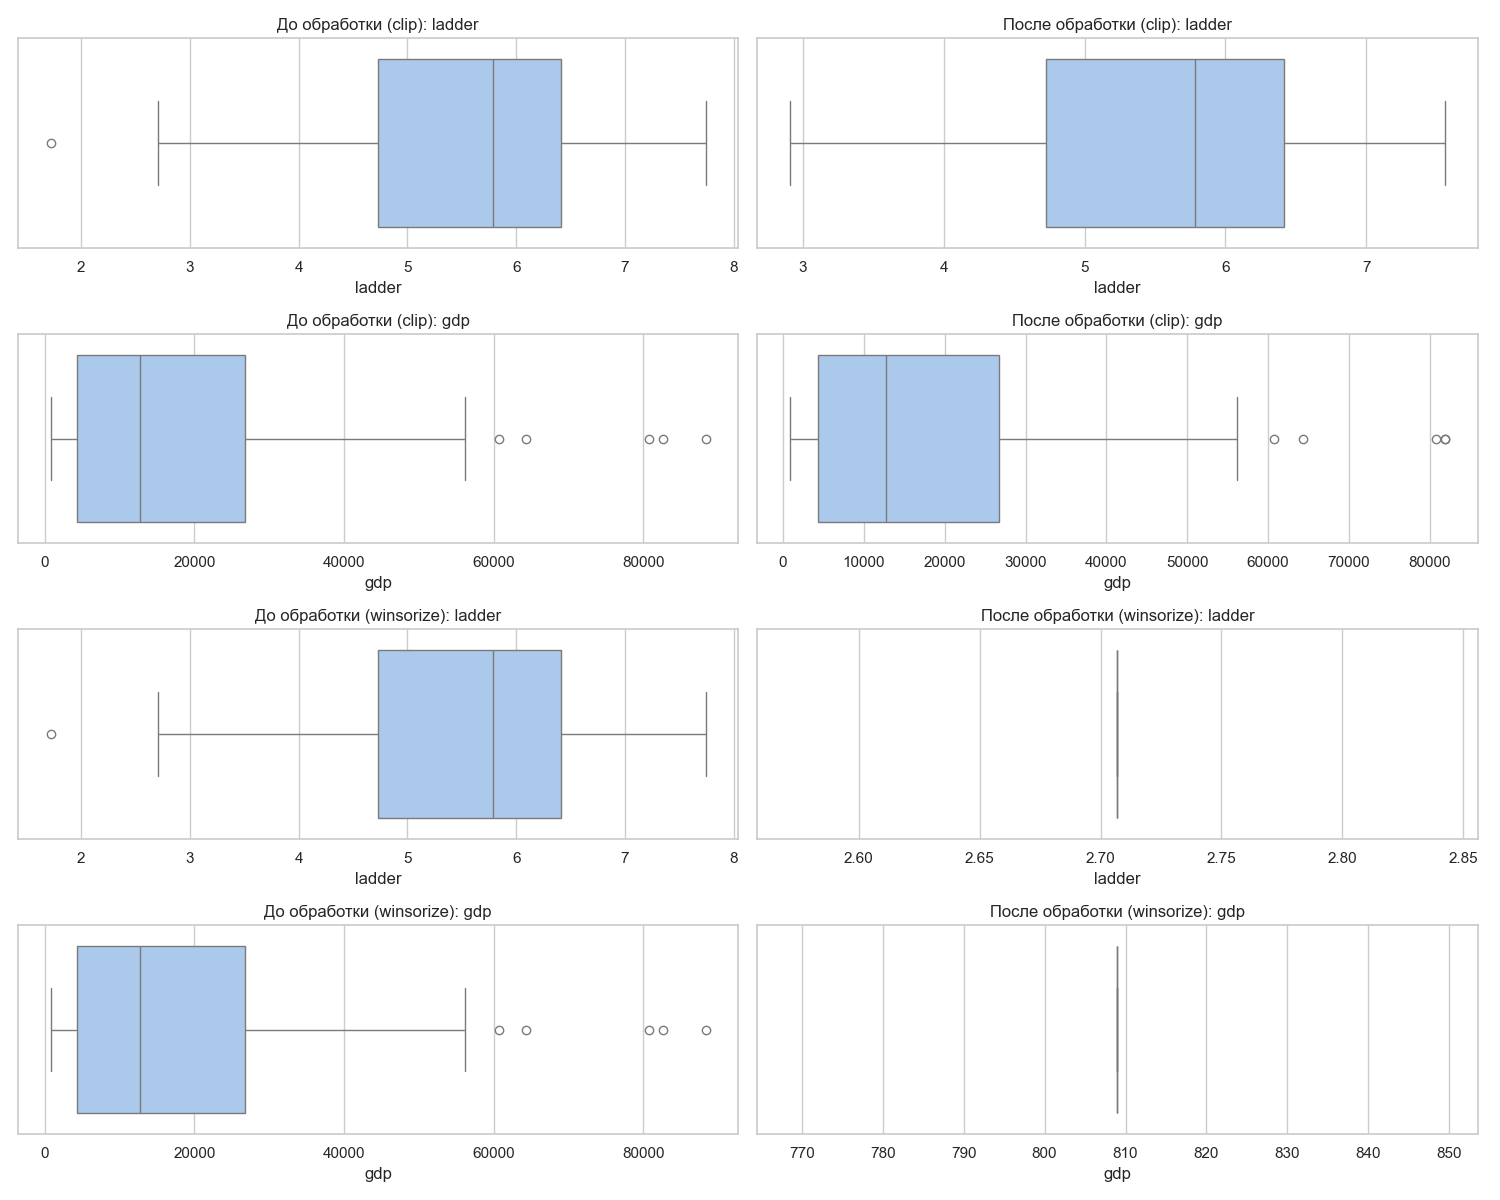 До обработки (clip): ladder
2 3 4 5 6 7 8
ladder
После обработки (clip): ladder
3 4 5 6 7
ladder
До обработки (clip): gdp
0 20000 40000 60000 80000
gdp
После обработки (clip): gdp
0 10000 20000 30000 40000 50000 60000 70000 80000
gdp
До обработки (winsorize): ladder
2 3 4 5 6 7 8
ladder
После обработки (winsorize): ladder
2.60 2.65 2.70 2.75 2.80 2.85
ladder
До обработки (winsorize): gdp
0 20000 40000 60000 80000
gdp
После обработки (winsorize): gdp
770 780 790 800 810 820 830 840 850
gdp